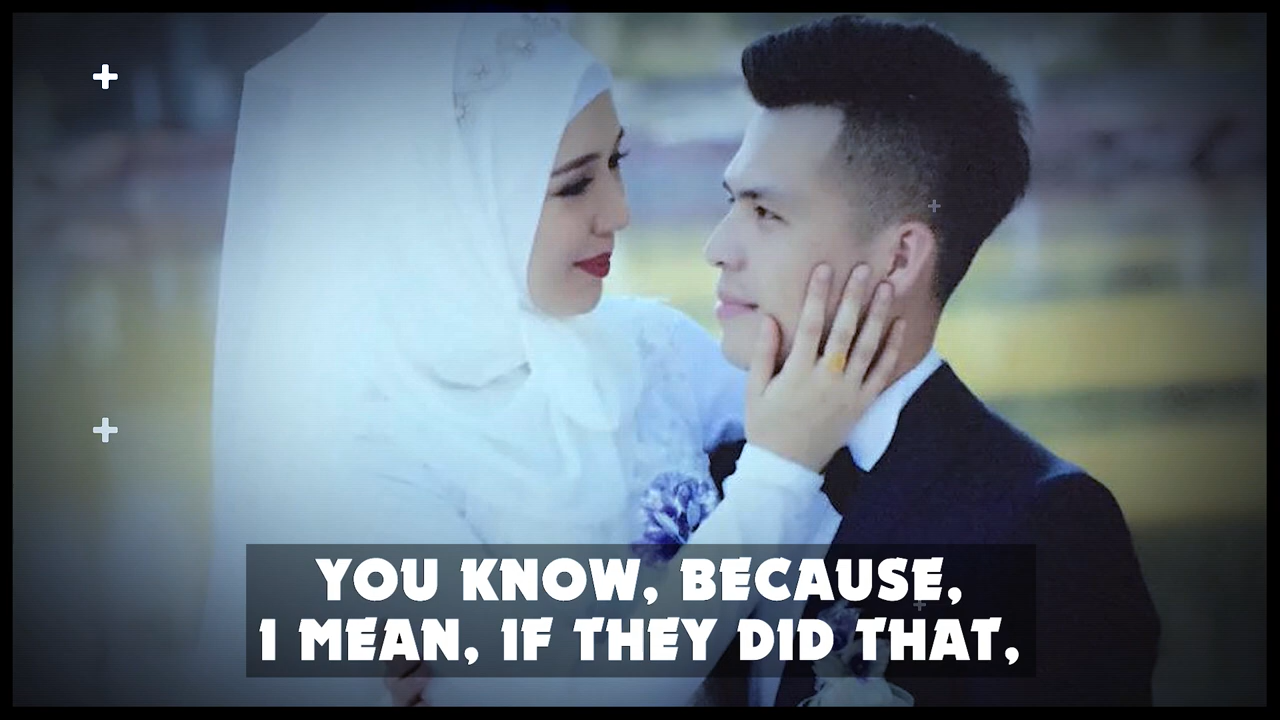 YOU KNOW, BECAUSE,
I MEAN, IF THEY DID THAT,